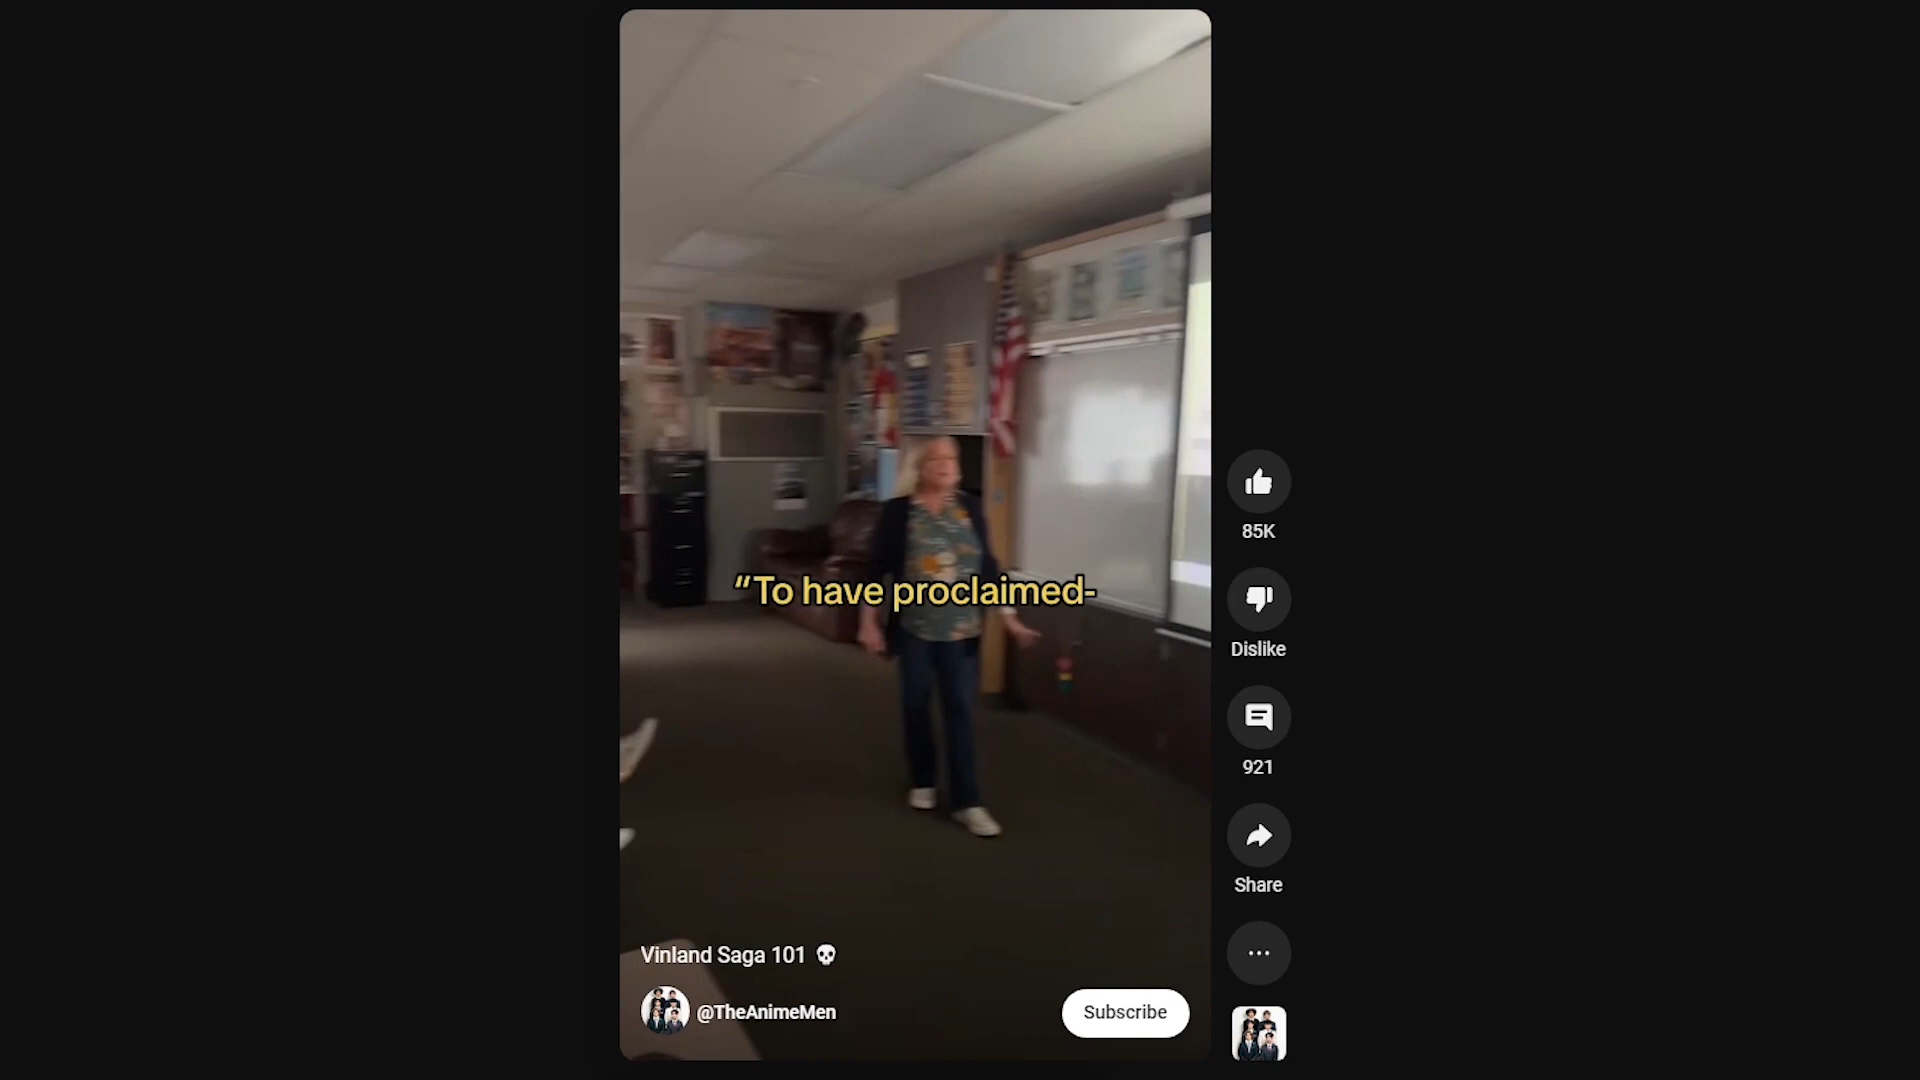 “To have proclaimed-
85K
Dislike
921
Share
Vinland Saga 101 💀
@TheAnimeMen
Subscribe